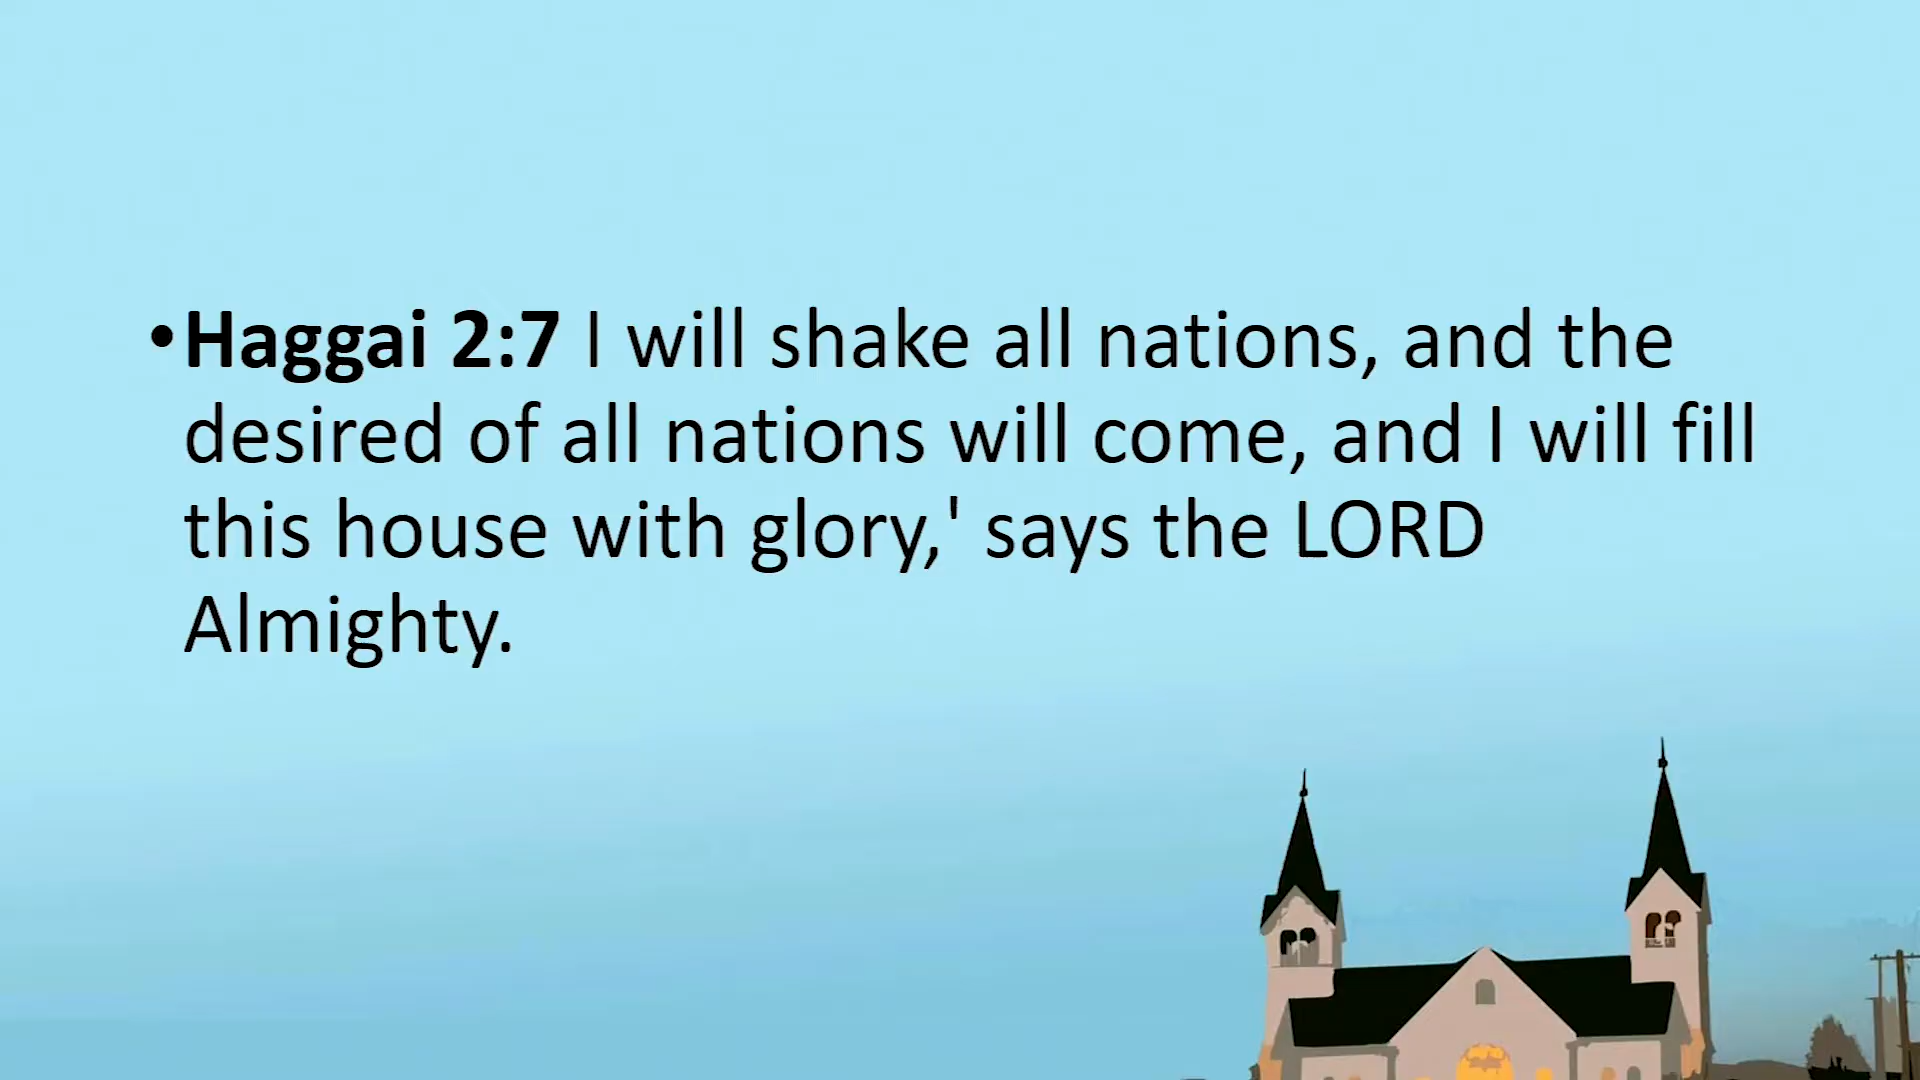 •Haggai 2:7 I will shake all nations, and the
desired of all nations will come, and I will fill
this house with glory,' says the LORD
Almighty.